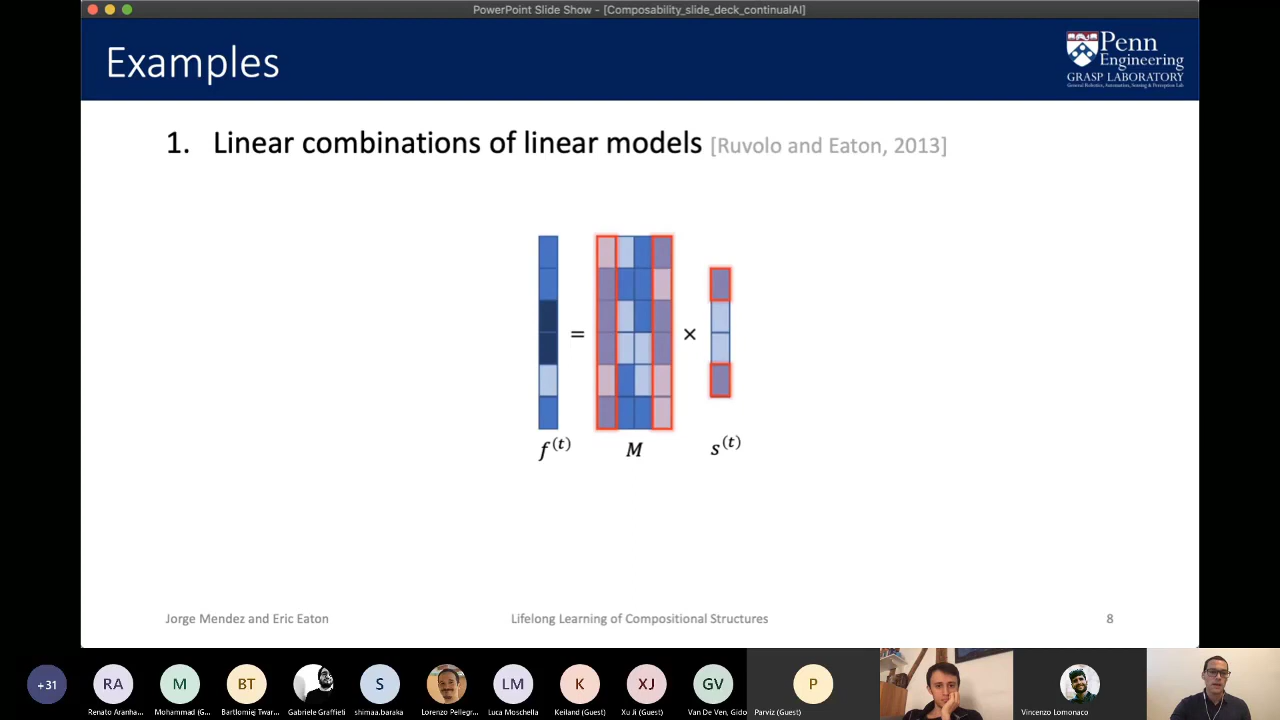 PowerPoint Slide Show - [Composability_slide_deck_continualAI]
Examples
Penn
Engineering
GRASP LABORATORY
General Robotics, Automation, Sensing & Perception Lab
1. Linear combinations of linear models [Ruvolo and Eaton, 2013]
= ×
f(t) M s(t)
Jorge Mendez and Eric Eaton Lifelong Learning of Compositional Structures 8
+31 RA M BT S LM K XJ GV P
Renato Aranha... Mohammad (G... Bartłomiej Twar... Gabriele Graffieti shimaa.baraka Lorenzo Pellegr... Luca Moschella Keiland (Guest) Xu Ji (Guest) Van De Ven, Gido Parviz (Guest) Vincenzo Lomonaco